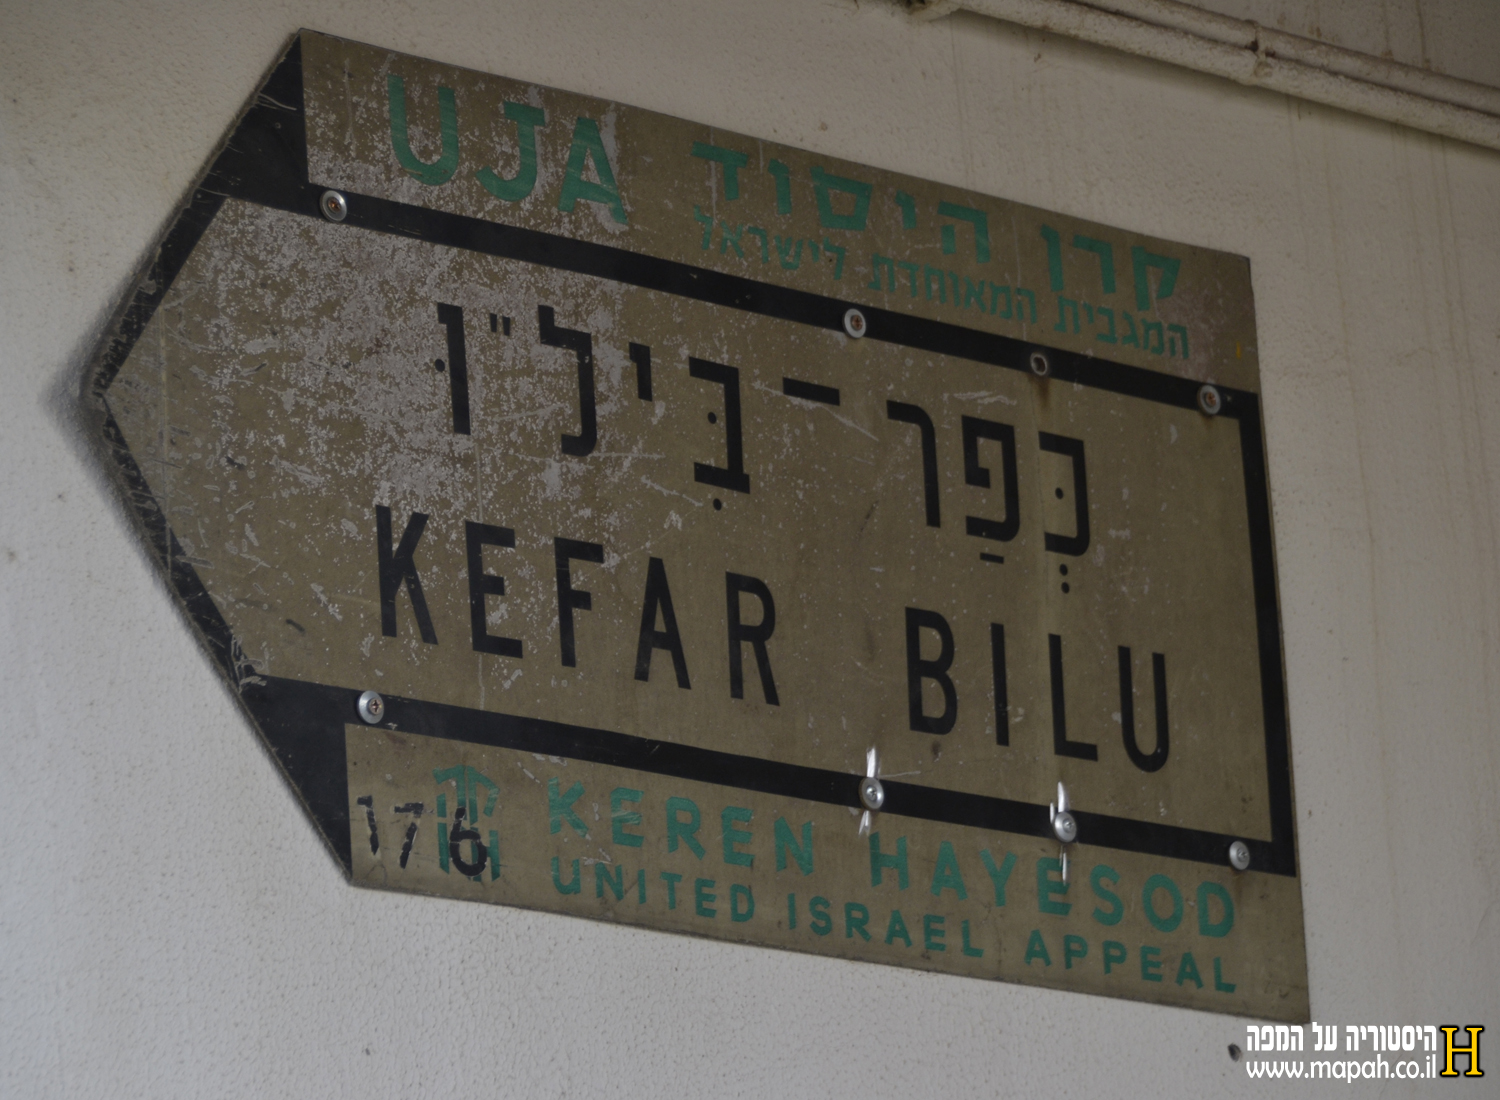 UJA קרן היסוד
המגבית המאוחדת לישראל
כְּפַר־בִּיל"וּ
KEFAR BILU
176
KEREN HAYESOD
UNITED ISRAEL APPEAL
היסטוריה על המפה
www.mapah.co.il H